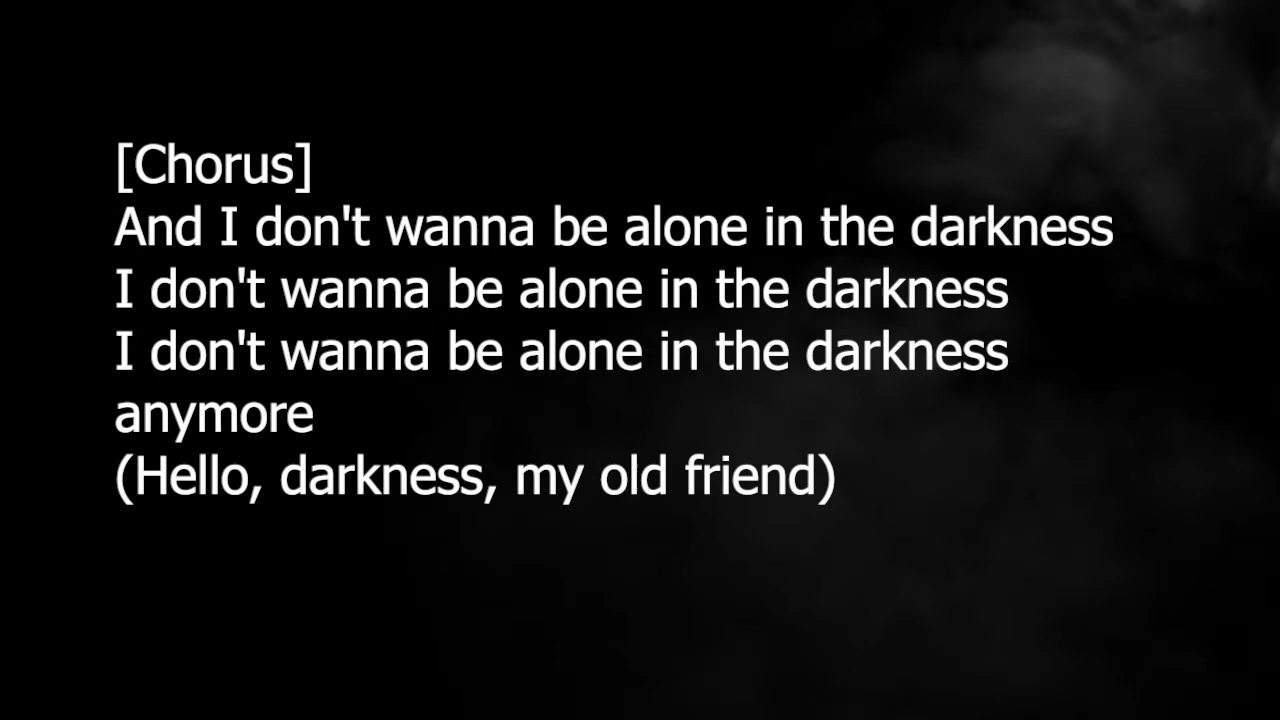 [Chorus]
And I don't wanna be alone in the darkness
I don't wanna be alone in the darkness
I don't wanna be alone in the darkness
anymore
(Hello, darkness, my old friend)